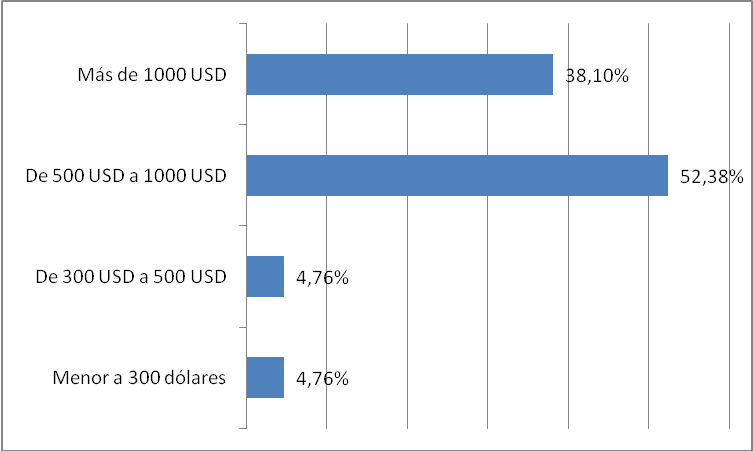 Más de 1000 USD
38,10%
De 500 USD a 1000 USD
52,38%
De 300 USD a 500 USD
4,76%
Menor a 300 dólares
4,76%